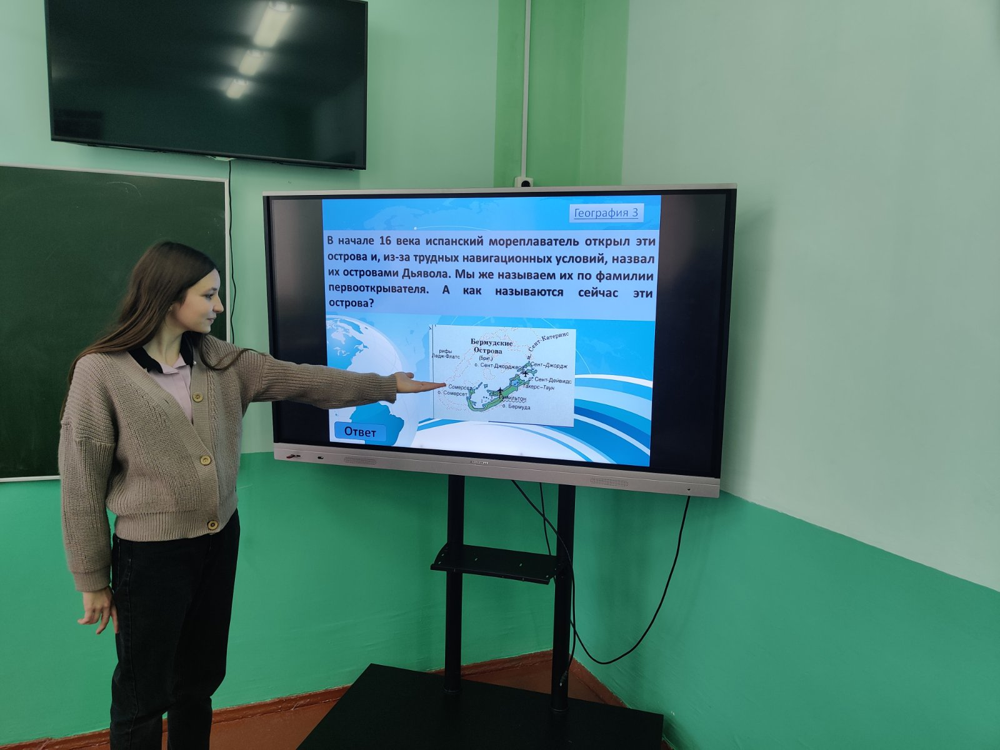 География 3
В начале 16 века испанский мореплаватель открыл эти
острова и, из-за трудных навигационных условий, назвал
их островами Дьявола. Мы же называем их по фамилии
первооткрывателя. А как называются сейчас эти
острова?
м. Сент-Катеринс
Бермудские
Острова
(Брит.)
рифы
Ледж-Флатс
о. Сент-Джорджес
Сент-Джордж
о. Сент-Дейвидс
Такерс-Таун
Сомерсет
о. Сомерсет
Гамильтон
о. Бермуда
Ответ